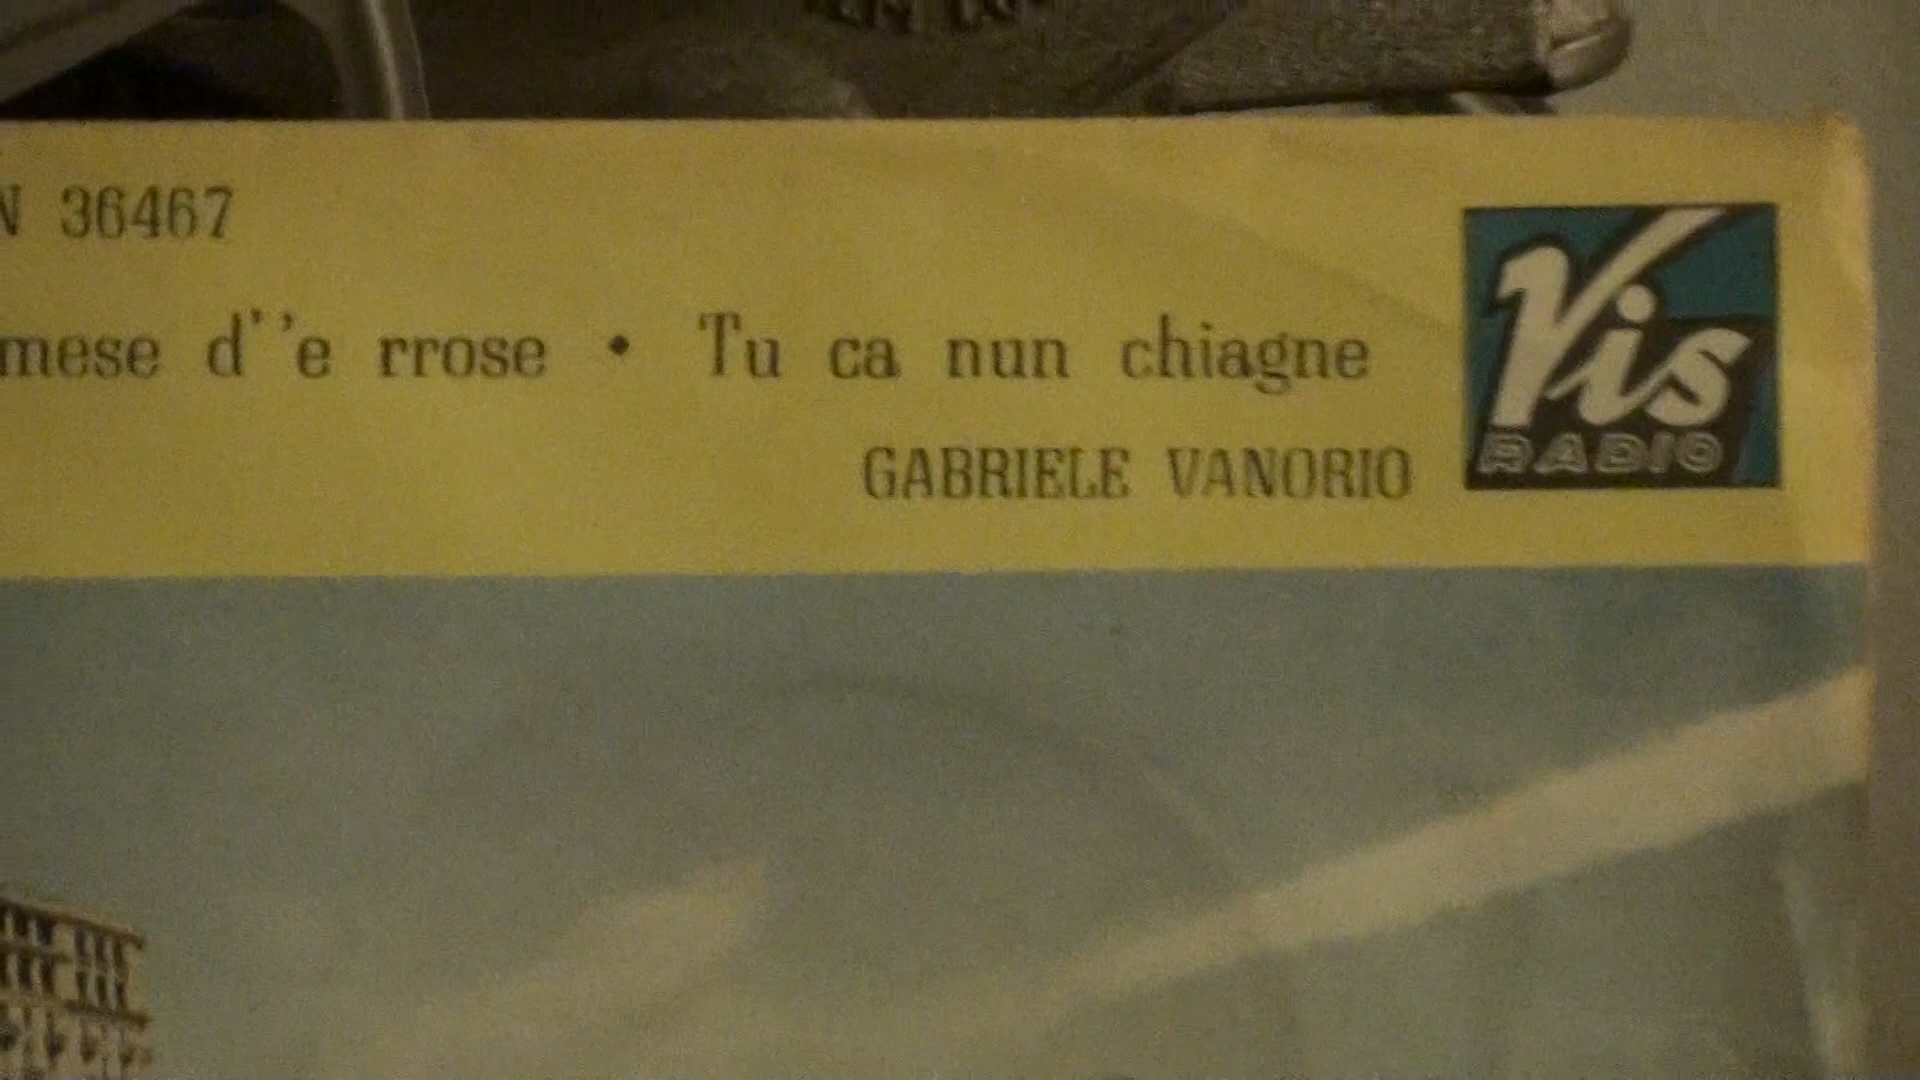 N 36467
mese d''e rrose • Tu ca nun chiagne
GABRIELE VANORIO
Vis
RADIO